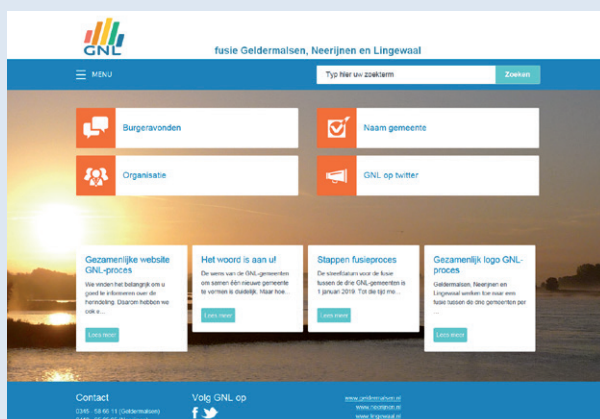 GNL
fusie Geldermalsen, Neerijnen en Lingewaal
MENU
Typ hier uw zoekterm
Zoeken
Burgeravonden
Naam gemeente
Organisatie
GNL op twitter
Gezamenlijke website
GNL-proces
We vinden het belangrijk om u
goed te informeren over de
herindeling. Daarom hebben we
ook e...
Lees meer
Het woord is aan u!
De wens van de GNL-gemeenten
om samen één nieuwe gemeente
te vormen is duidelijk. Maar hoe...
Lees meer
Stappen fusieproces
De streefdatum voor de fusie
tussen de drie GNL-gemeenten is
1 januari 2019. Tot die tijd mo...
Lees meer
Gezamenlijk logo GNL-
proces
Geldermalsen, Neerijnen en
Lingewaal werken toe naar een
fusie tussen de drie gemeenten per
...
Lees meer
Contact
0345 - 58 66 11 (Geldermalsen)
Volg GNL op
www.geldermalsen.nl
www.neerijnen.nl
www.lingewaal.nl